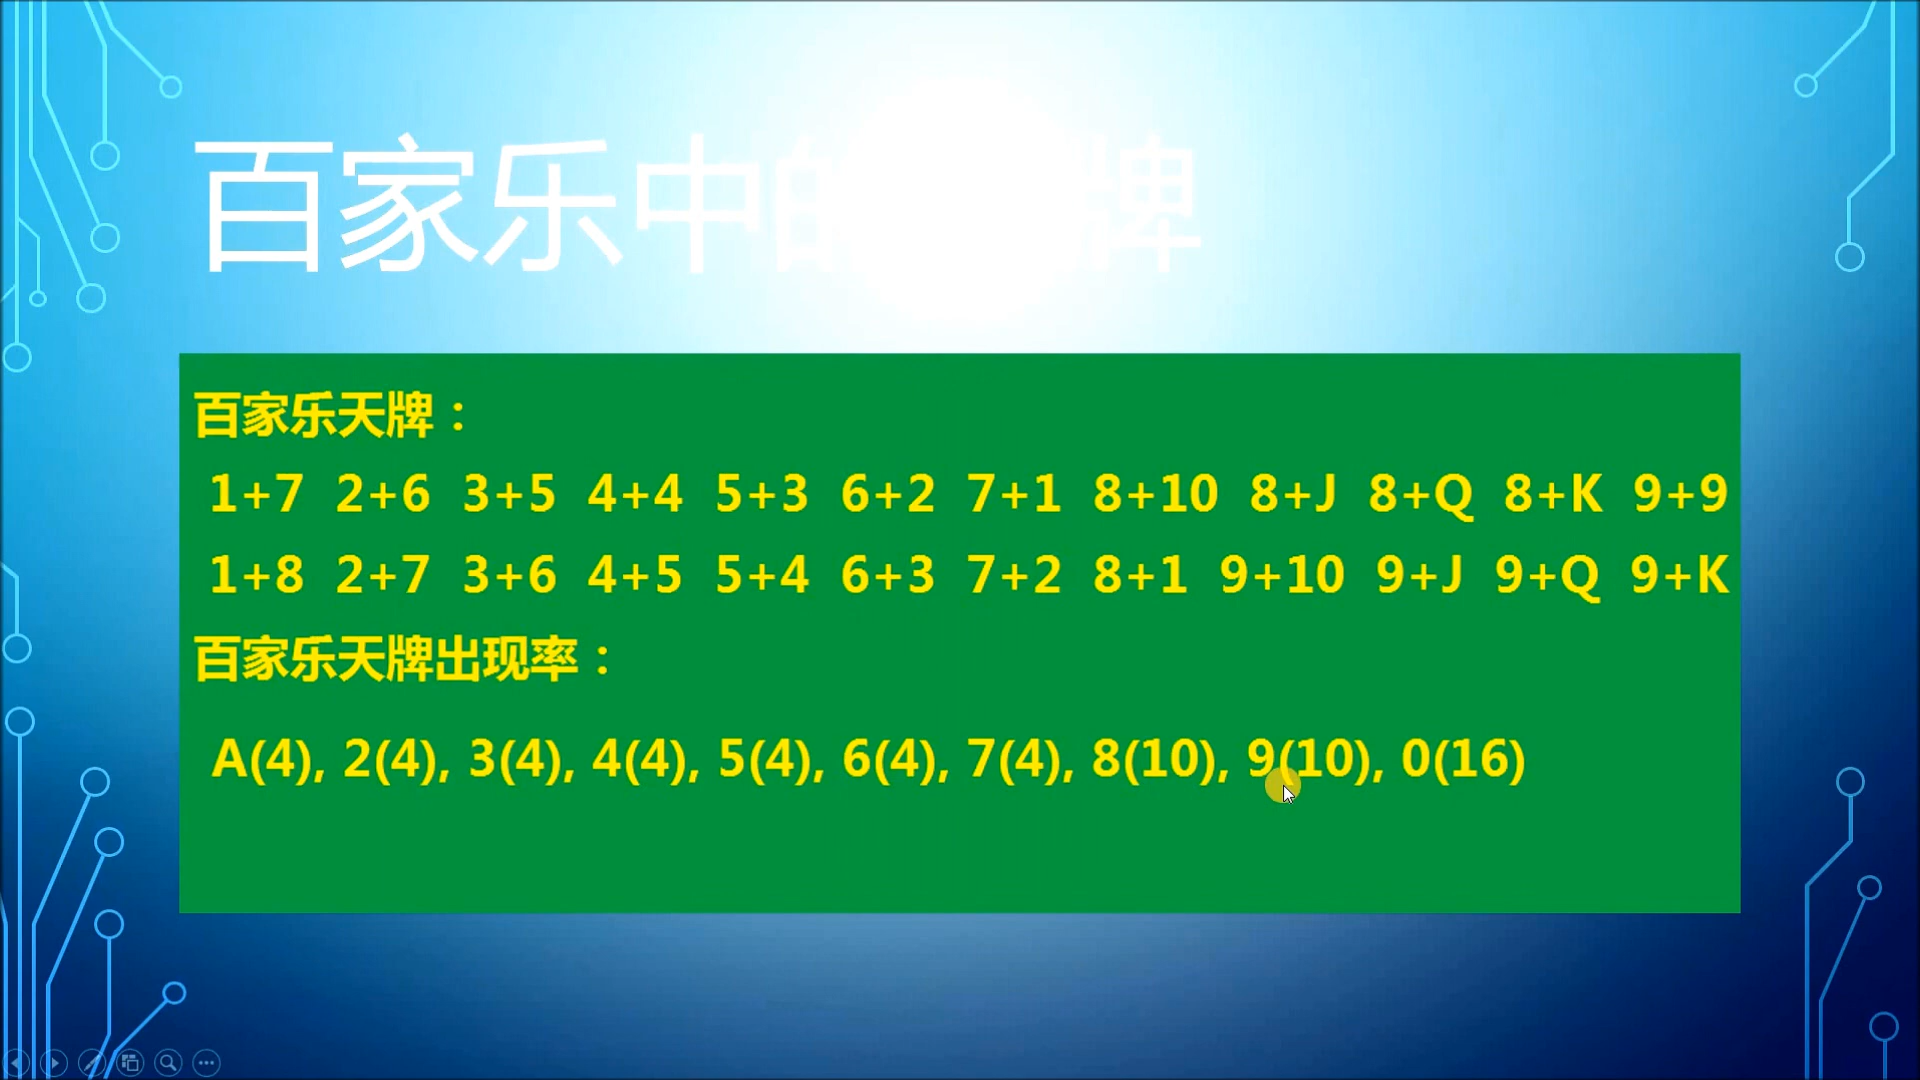 百家乐中的 牌
百家乐天牌：
1+7 2+6 3+5 4+4 5+3 6+2 7+1 8+10 8+J 8+Q 8+K 9+9
1+8 2+7 3+6 4+5 5+4 6+3 7+2 8+1 9+10 9+J 9+Q 9+K
百家乐天牌出现率：
A(4), 2(4), 3(4), 4(4), 5(4), 6(4), 7(4), 8(10), 9(10), 0(16)